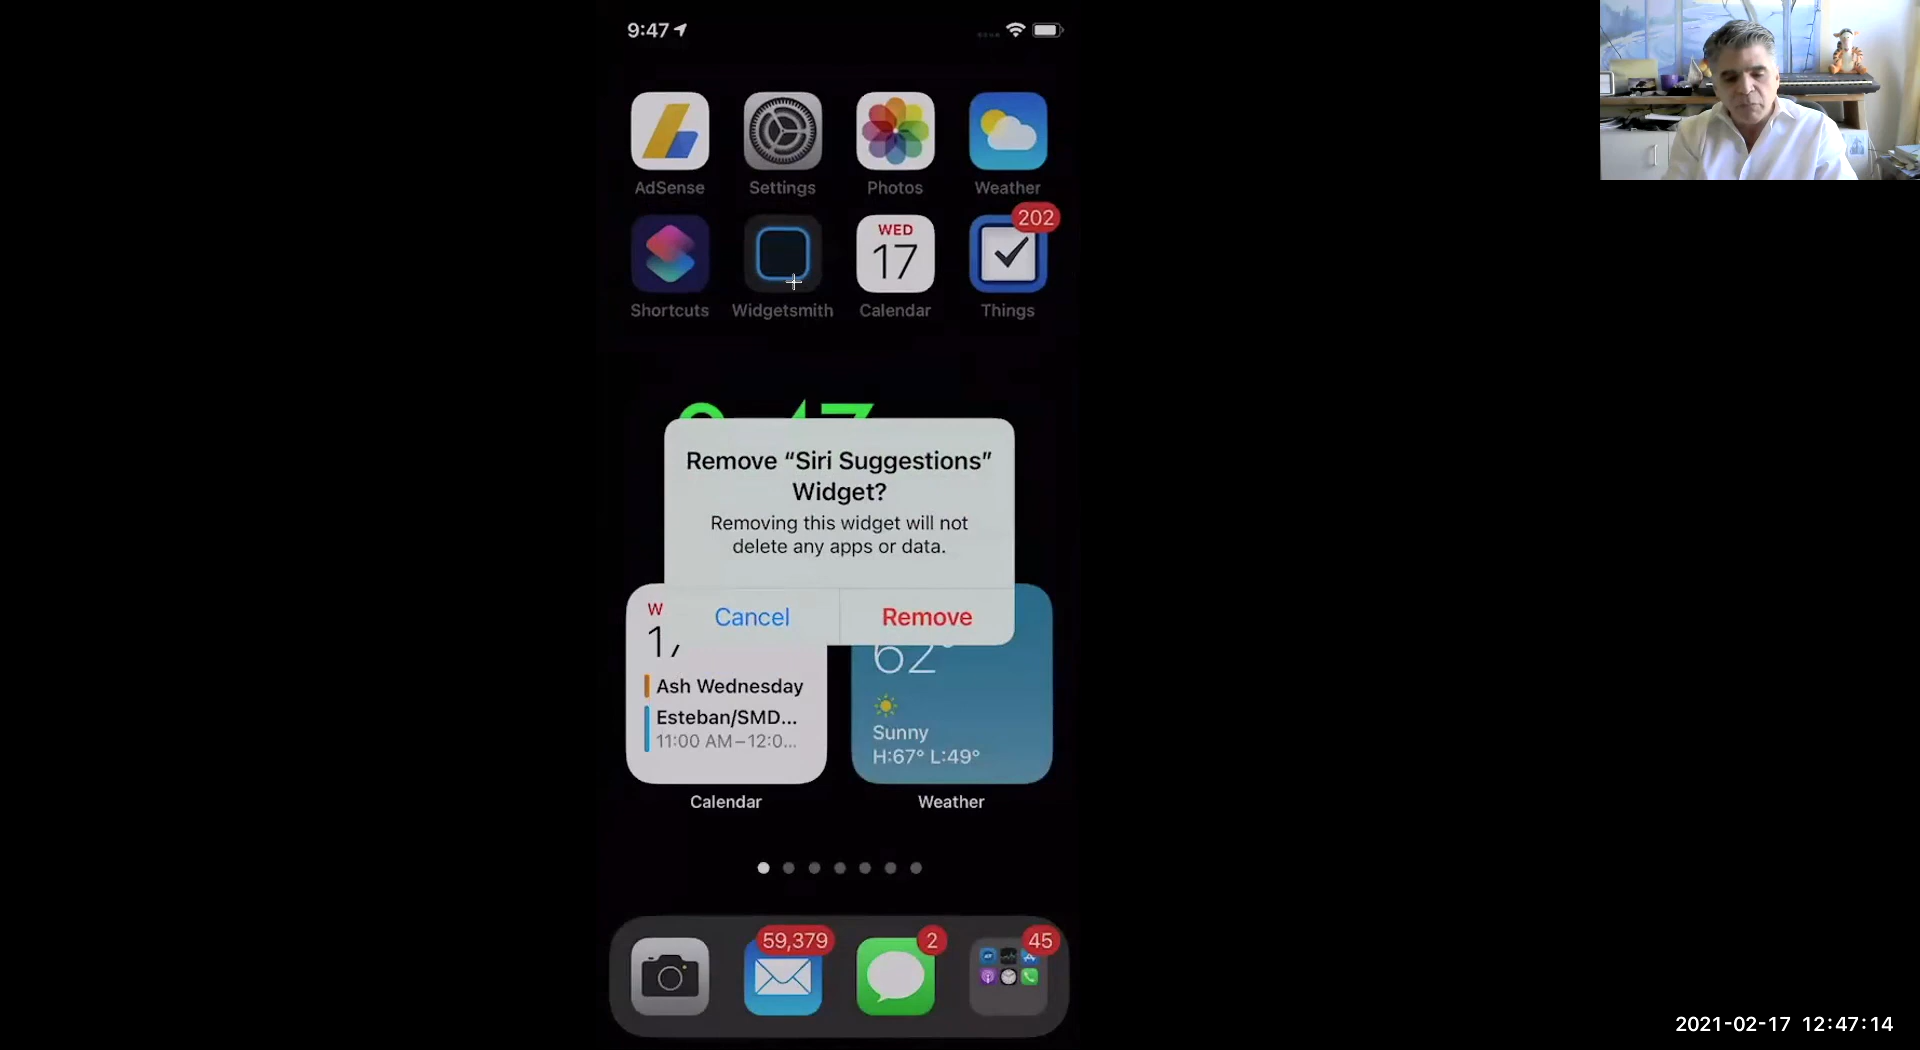 9:47
AdSense
Settings
Photos
Weather
WED
17
202
Shortcuts
Widgetsmith
Calendar
Things
Remove “Siri Suggestions”
Widget?
Removing this widget will not
delete any apps or data.
Cancel
Remove
W
62°
Ash Wednesday
Esteban/SMD...
11:00 AM–12:0...
Sunny
H:67° L:49°
Calendar
Weather
59,379
2
45
2021-02-17 12:47:14